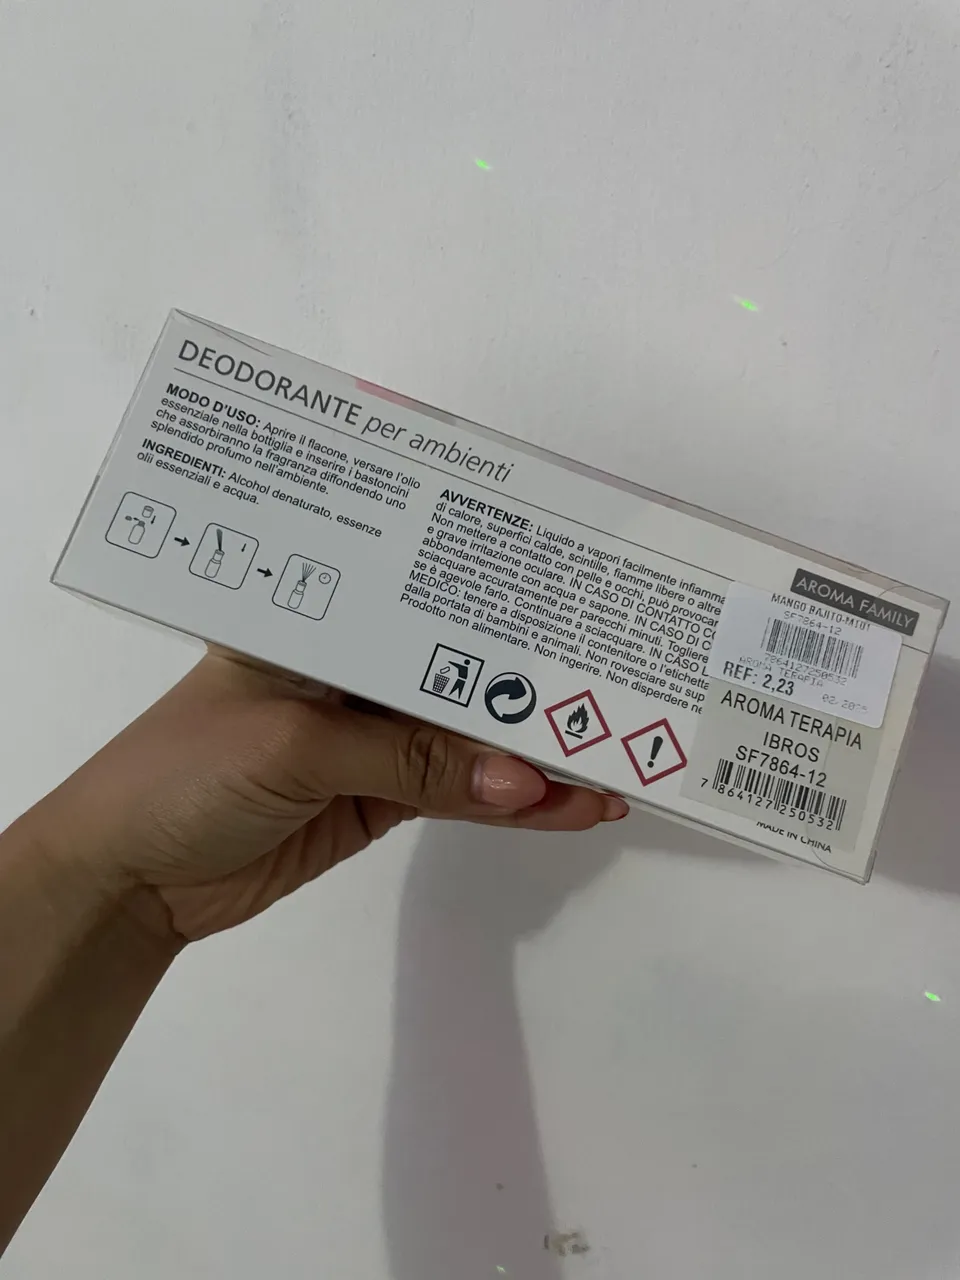 DEODORANTE per ambienti
MODO D'USO: Aprire il flacone, versare l'olio
essenziale nella bottiglia e inserire i bastoncini
che assorbiranno la fragranza diffondendo uno
splendido profumo nell'ambiente.
INGREDIENTI: Alcohol denaturato, essenze
olii essenziali e acqua.
AVVERTENZE: Liquido a vapori facilmente infiamma
di calore, superfici calde, scintille, fiamme libere o altre
Non mettere a contatto con pelle e occhi, può provocar
e grave irritazione oculare. IN CASO DI CONTATTO CO
abbondantemente con acqua e sapone. IN CASO DI C
sciacquare accuratamente per parecchi minuti. Togliere
se è agevole farlo. Continuare a sciacquare. IN CASO
MEDICO: tenere a disposizione il contenitore o l'etichetta
dalla portata di bambini e animali. Non rovesciare su sup
Prodotto non alimentare. Non ingerire. Non disperdere ne
AROMA FAMILY
MANGO BAJITO-M101
SF7864-12
7864127250532
AROMA TERAPIA
REF: 2,23
AROMA TERAPIA
IBROS
SF7864-12
7 864127 250532
MADE IN CHINA